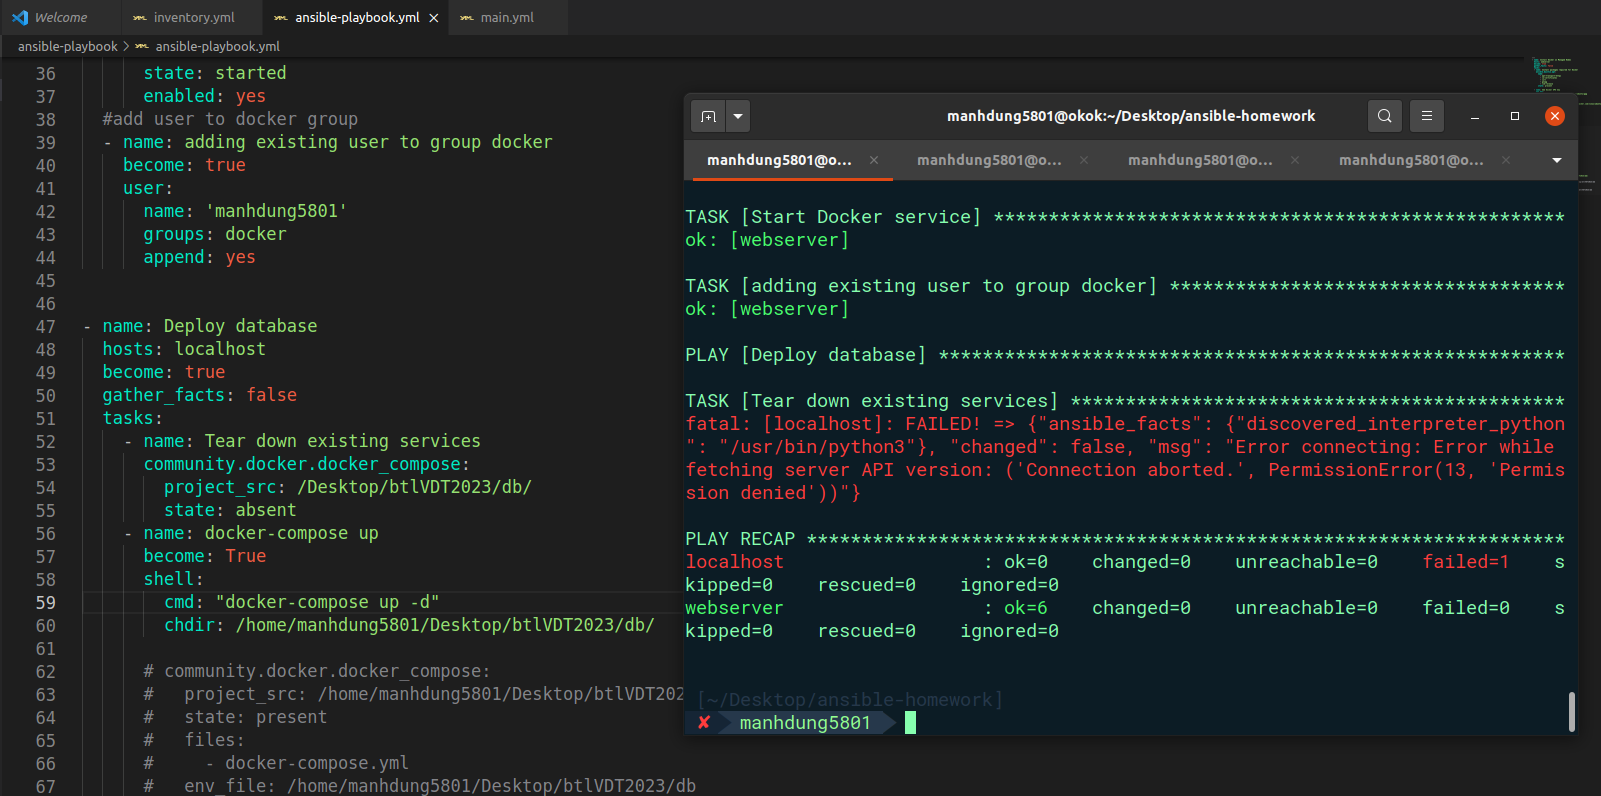 Welcome
inventory.yml
ansible-playbook.yml
main.yml
ansible-playbook > ansible-playbook.yml
36 state: started
37 enabled: yes
38 #add user to docker group
39 - name: adding existing user to group docker
40 become: true
41 user:
42 name: 'manhdung5801'
43 groups: docker
44 append: yes
45
46
47 - name: Deploy database
48 hosts: localhost
49 become: true
50 gather_facts: false
51 tasks:
52 - name: Tear down existing services
53 community.docker.docker_compose:
54 project_src: /Desktop/btlVDT2023/db/
55 state: absent
56 - name: docker-compose up
57 become: True
58 shell:
59 cmd: "docker-compose up -d"
60 chdir: /home/manhdung5801/Desktop/btlVDT2023/db/
61
62 # community.docker.docker_compose:
63 # project_src: /home/manhdung5801/Desktop/btlVDT202
64 # state: present
65 # files:
66 # - docker-compose.yml
67 # env_file: /home/manhdung5801/Desktop/btlVDT2023/db
manhdung5801@okok:~/Desktop/ansible-homework
manhdung5801@o...
manhdung5801@o...
manhdung5801@o...
manhdung5801@o...
TASK [Start Docker service] ****************************************************
ok: [webserver]
TASK [adding existing user to group docker] ************************************
ok: [webserver]
PLAY [Deploy database] *********************************************************
TASK [Tear down existing services] *********************************************
fatal: [localhost]: FAILED! => {"ansible_facts": {"discovered_interpreter_python
": "/usr/bin/python3"}, "changed": false, "msg": "Error connecting: Error while
fetching server API version: ('Connection aborted.', PermissionError(13, 'Permis
sion denied'))"}
PLAY RECAP *********************************************************************
localhost : ok=0 changed=0 unreachable=0 failed=1 s
kipped=0 rescued=0 ignored=0
webserver : ok=6 changed=0 unreachable=0 failed=0 s
kipped=0 rescued=0 ignored=0
[~/Desktop/ansible-homework]
✘ manhdung5801